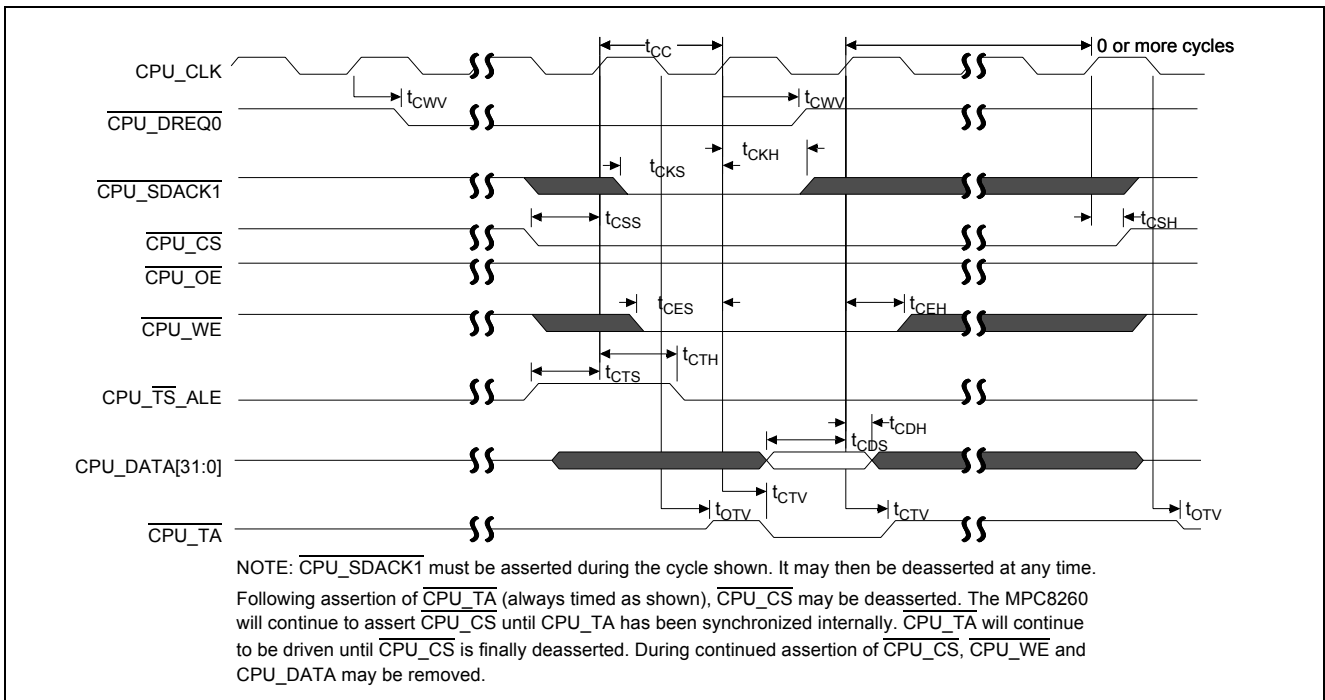 tCC
0 or more cycles
CPU_CLK
tCWV
tCWV
CPU_DREQ0
tCKH
tCKS
CPU_SDACK1
tCSS
tCSH
CPU_CS
CPU_OE
tCES
tCEH
CPU_WE
tCTH
tCTS
CPU_TS_ALE
tCDH
tCDS
CPU_DATA[31:0]
tCTV
tOTV
tCTV
tOTV
CPU_TA
NOTE: CPU_SDACK1 must be asserted during the cycle shown. It may then be deasserted at any time.
Following assertion of CPU_TA (always timed as shown), CPU_CS may be deasserted. The MPC8260
will continue to assert CPU_CS until CPU_TA has been synchronized internally. CPU_TA will continue
to be driven until CPU_CS is finally deasserted. During continued assertion of CPU_CS, CPU_WE and
CPU_DATA may be removed.